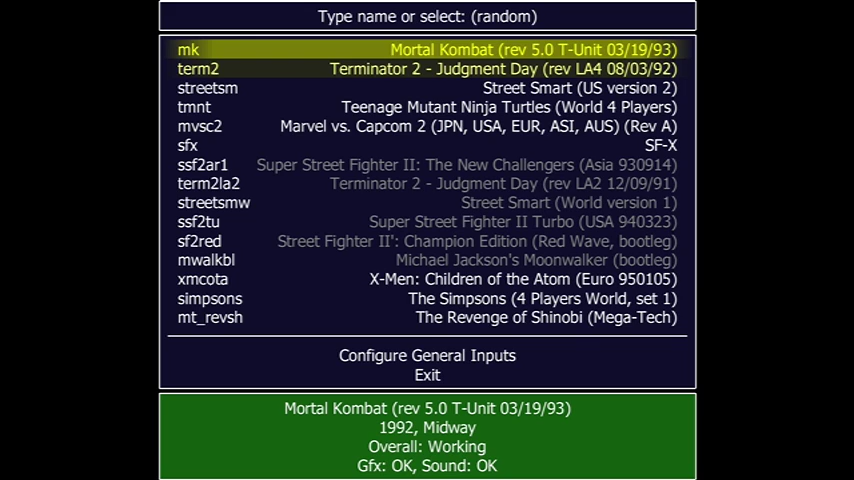 Type name or select: (random)
mk Mortal Kombat (rev 5.0 T-Unit 03/19/93)
term2 Terminator 2 - Judgment Day (rev LA4 08/03/92)
streetsm Street Smart (US version 2)
tmnt Teenage Mutant Ninja Turtles (World 4 Players)
mvsc2 Marvel vs. Capcom 2 (JPN, USA, EUR, ASI, AUS) (Rev A)
sfx SF-X
ssf2ar1 Super Street Fighter II: The New Challengers (Asia 930914)
term2la2 Terminator 2 - Judgment Day (rev LA2 12/09/91)
streetsmw Street Smart (World version 1)
ssf2tu Super Street Fighter II Turbo (USA 940323)
sf2red Street Fighter II': Champion Edition (Red Wave, bootleg)
mwalkbl Michael Jackson's Moonwalker (bootleg)
xmcota X-Men: Children of the Atom (Euro 950105)
simpsons The Simpsons (4 Players World, set 1)
mt_revsh The Revenge of Shinobi (Mega-Tech)
Configure General Inputs
Exit
Mortal Kombat (rev 5.0 T-Unit 03/19/93)
1992, Midway
Overall: Working
Gfx: OK, Sound: OK